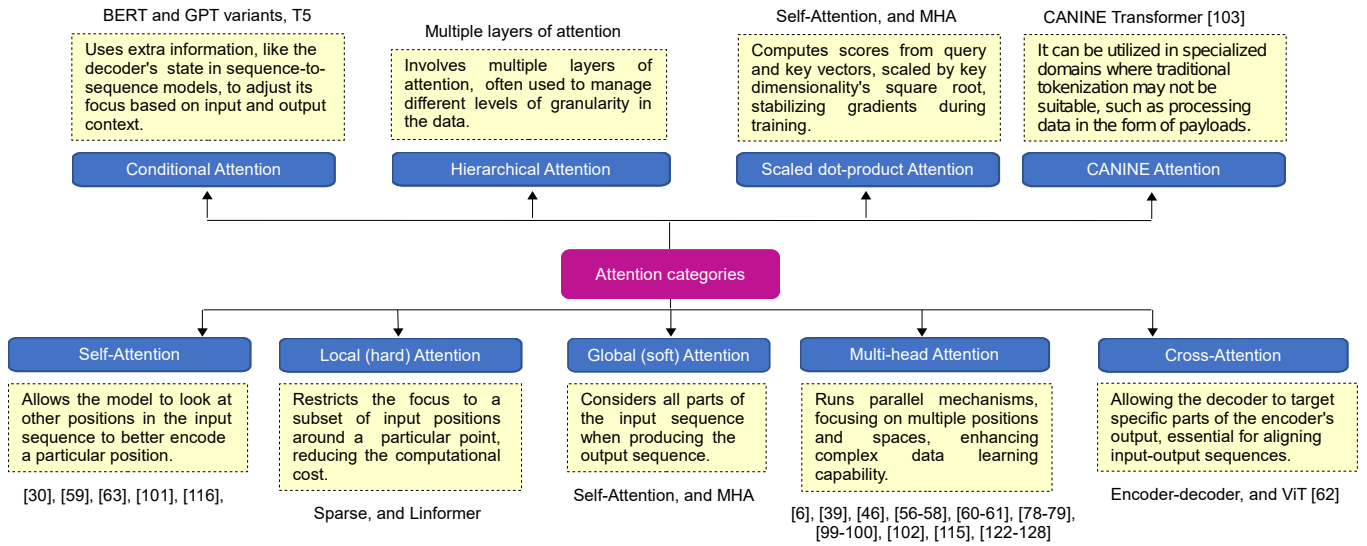 BERT and GPT variants, T5
Uses extra information, like the
decoder's state in sequence-to-
sequence models, to adjust its
focus based on input and output
context.
Conditional Attention
Multiple layers of attention
Involves multiple layers of
attention, often used to manage
different levels of granularity in
the data.
Hierarchical Attention
Self-Attention, and MHA
Computes scores from query
and key vectors, scaled by key
dimensionality's square root,
stabilizing gradients during
training.
Scaled dot-product Attention
CANINE Transformer [103]
It can be utilized in specialized
domains where traditional
tokenization may not be
suitable, such as processing
data in the form of payloads.
CANINE Attention
Attention categories
Self-Attention
Allows the model to look at
other positions in the input
sequence to better encode
a particular position.
[30], [59], [63], [101], [116],
Local (hard) Attention
Restricts the focus to a
subset of input positions
around a particular point,
reducing the computational
cost.
Sparse, and Linformer
Global (soft) Attention
Considers all parts of
the input sequence
when producing the
output sequence.
Self-Attention, and MHA
Multi-head Attention
Runs parallel mechanisms,
focusing on multiple positions
and spaces, enhancing
complex data learning
capability.
[6], [39], [46], [56-58], [60-61], [78-79],
[99-100], [102], [115], [122-128]
Cross-Attention
Allowing the decoder to target
specific parts of the encoder's
output, essential for aligning
input-output sequences.
Encoder-decoder, and ViT [62]